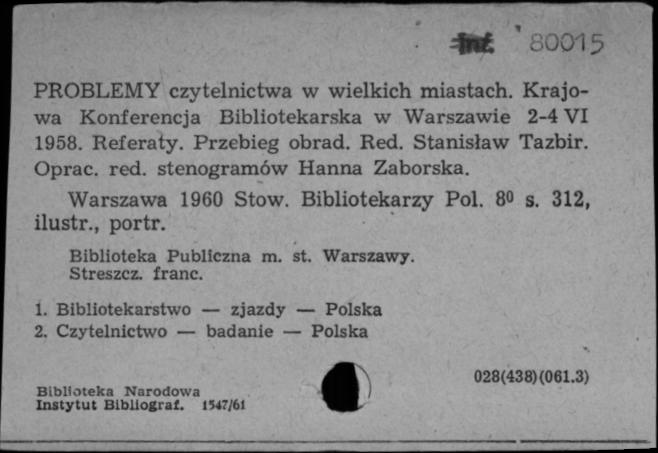 Inf. 80015
PROBLEMY czytelnictwa w wielkich miastach. Krajo-
wa Konferencja Bibliotekarska w Warszawie 2-4 VI
1958. Referaty. Przebieg obrad. Red. Stanisław Tazbir.
Oprac. red. stenogramów Hanna Zaborska.
Warszawa 1960 Stow. Bibliotekarzy Pol. 8⁰ s. 312,
ilustr., portr.
Biblioteka Publiczna m. st. Warszawy.
Streszcz. franc.
1. Bibliotekarstwo — zjazdy — Polska
2. Czytelnictwo — badanie — Polska
028(438)(061.3)
Biblioteka Narodowa
Instytut Bibliograf. 1547/61